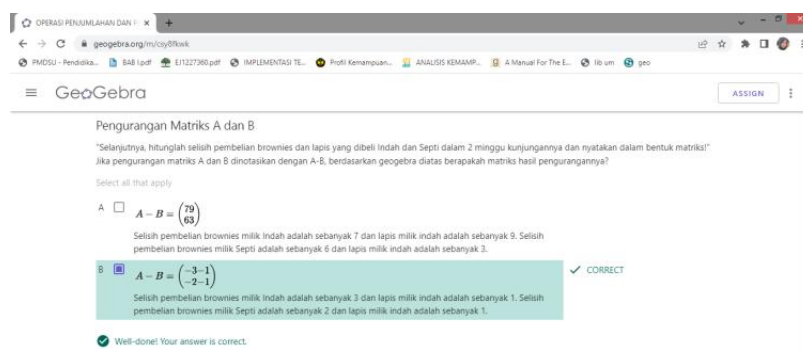 OPERASI PENJUMLAHAN DAN P
geogebra.org/m/csy8fkwk
PMDSU - Pendidika... BAB I.pdf EJ1227360.pdf IMPLEMENTASI TE... Profil Kemampuan... ANALISIS KEMAMP... A Manual For The E... lib um geo
GeoGebra
ASSIGN
Pengurangan Matriks A dan B
"Selanjutnya, hitunglah selisih pembelian brownies dan lapis yang dibeli Indah dan Septi dalam 2 minggu kunjungannya dan nyatakan dalam bentuk matriks!"
Jika pengurangan matriks A dan B dinotasikan dengan A-B, berdasarkan geogebra diatas berapakah matriks hasil pengurangannya?
Select all that apply
A
A − B = (79
63)
Selisih pembelian brownies milik Indah adalah sebanyak 7 dan lapis milik indah adalah sebanyak 9. Selisih
pembelian brownies milik Septi adalah sebanyak 6 dan lapis milik indah adalah sebanyak 3.
B
A − B = (−3−1
−2−1)
CORRECT
Selisih pembelian brownies milik Indah adalah sebanyak 3 dan lapis milik indah adalah sebanyak 1. Selisih
pembelian brownies milik Septi adalah sebanyak 2 dan lapis milik indah adalah sebanyak 1.
Well-done! Your answer is correct.